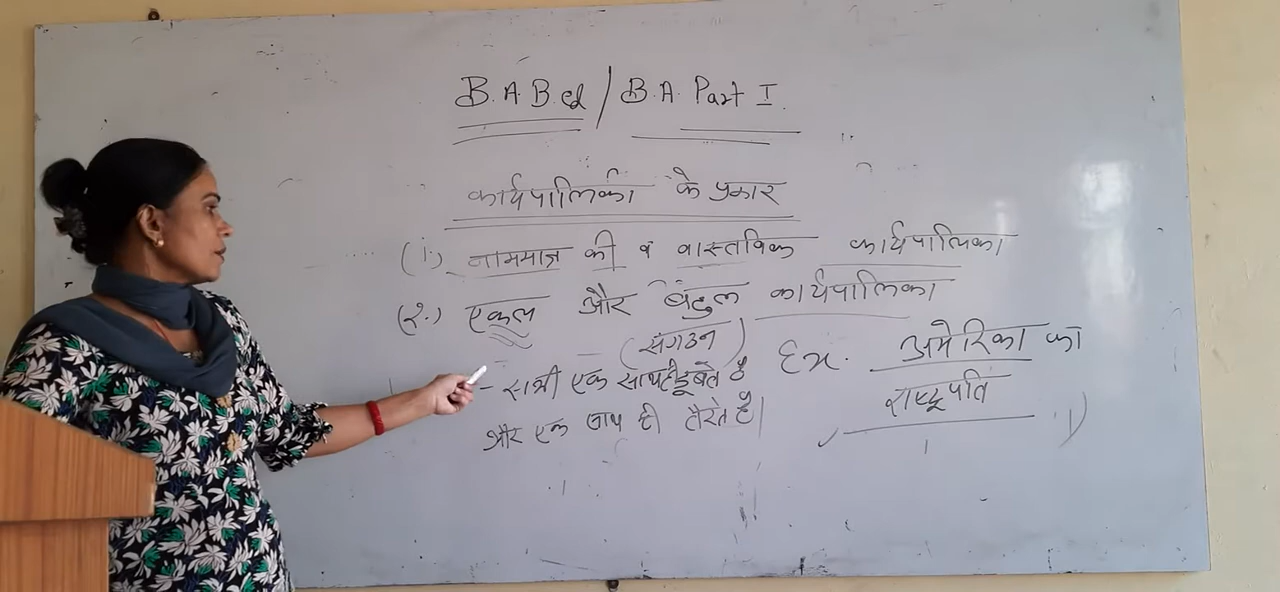 B.A B.ed / B.A. Part I.
कार्यपालिका के प्रकार
(1.) नाममात्र की व वास्तविक कार्यपालिका
(2.) एकल और बहुल कार्यपालिका
(संगठन)
- सभी एक साथ ही डूबते है
और एक साथ ही तैरते है।
Ex. अमेरिका का
राष्ट्रपति